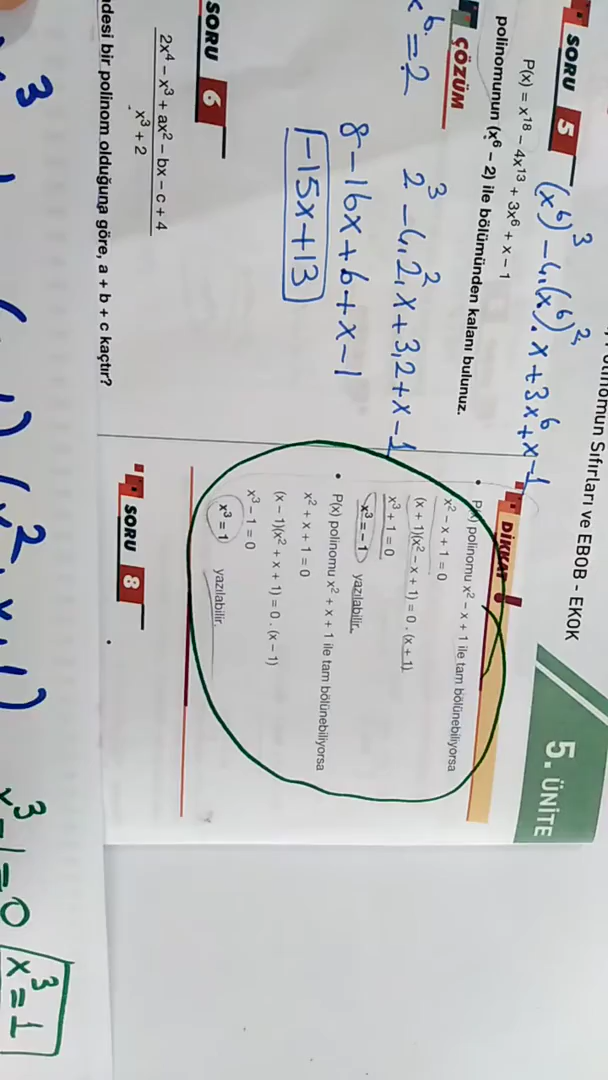 Polinomun Sıfırları ve EBOB - EKOK
5. ÜNİTE
SORU 5
P(x) = x¹⁸ – 4x¹³ + 3x⁶ + x – 1
polinomunun (x⁶ – 2) ile bölümünden kalanı bulunuz.
(x⁶)³ – 4.(x⁶)². x + 3x⁶ + x – 1
ÇÖZÜM
x⁶ = 2
2³ – 4.2².x + 3.2 + x – 1
8 – 16x + 6 + x – 1
–15x + 13
SORU 6
2x⁴ – x³ + ax² – bx – c + 4
x³ + 2
adesi bir polinom olduğuna göre, a + b + c kaçtır?
DİKKAT !
• P(x) polinomu x² – x + 1 ile tam bölünebiliyorsa
x² – x + 1 = 0
(x + 1)(x² – x + 1) = 0 . (x + 1)
x³ + 1 = 0
x³ = –1 yazılabilir.
• P(x) polinomu x² + x + 1 ile tam bölünebiliyorsa
x² + x + 1 = 0
(x – 1)(x² + x + 1) = 0 . (x – 1)
x³ – 1 = 0
x³ = 1 yazılabilir.
SORU 8
x³ – 1 = 0
x³ = 1